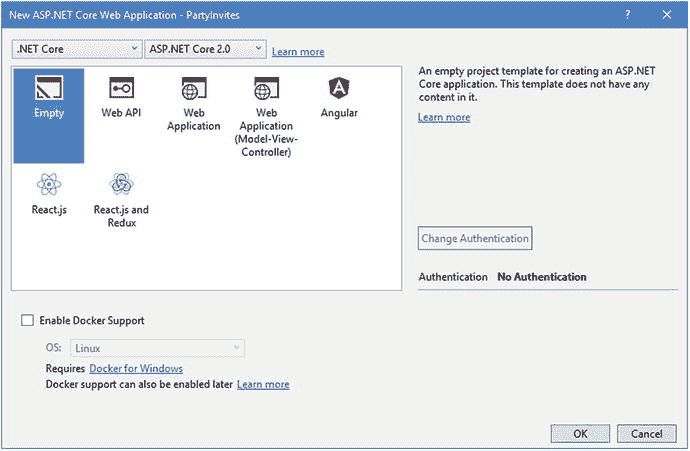 New ASP.NET Core Web Application - PartyInvites
.NET Core
ASP.NET Core 2.0
Learn more
Empty
Web API
Web
Application
Web
Application
(Model-View-
Controller)
Angular
React.js
React.js and
Redux
An empty project template for creating an ASP.NET
Core application. This template does not have any
content in it.
Learn more
Change Authentication
Authentication No Authentication
Enable Docker Support
OS: Linux
Requires Docker for Windows
Docker support can also be enabled later Learn more
OK
Cancel